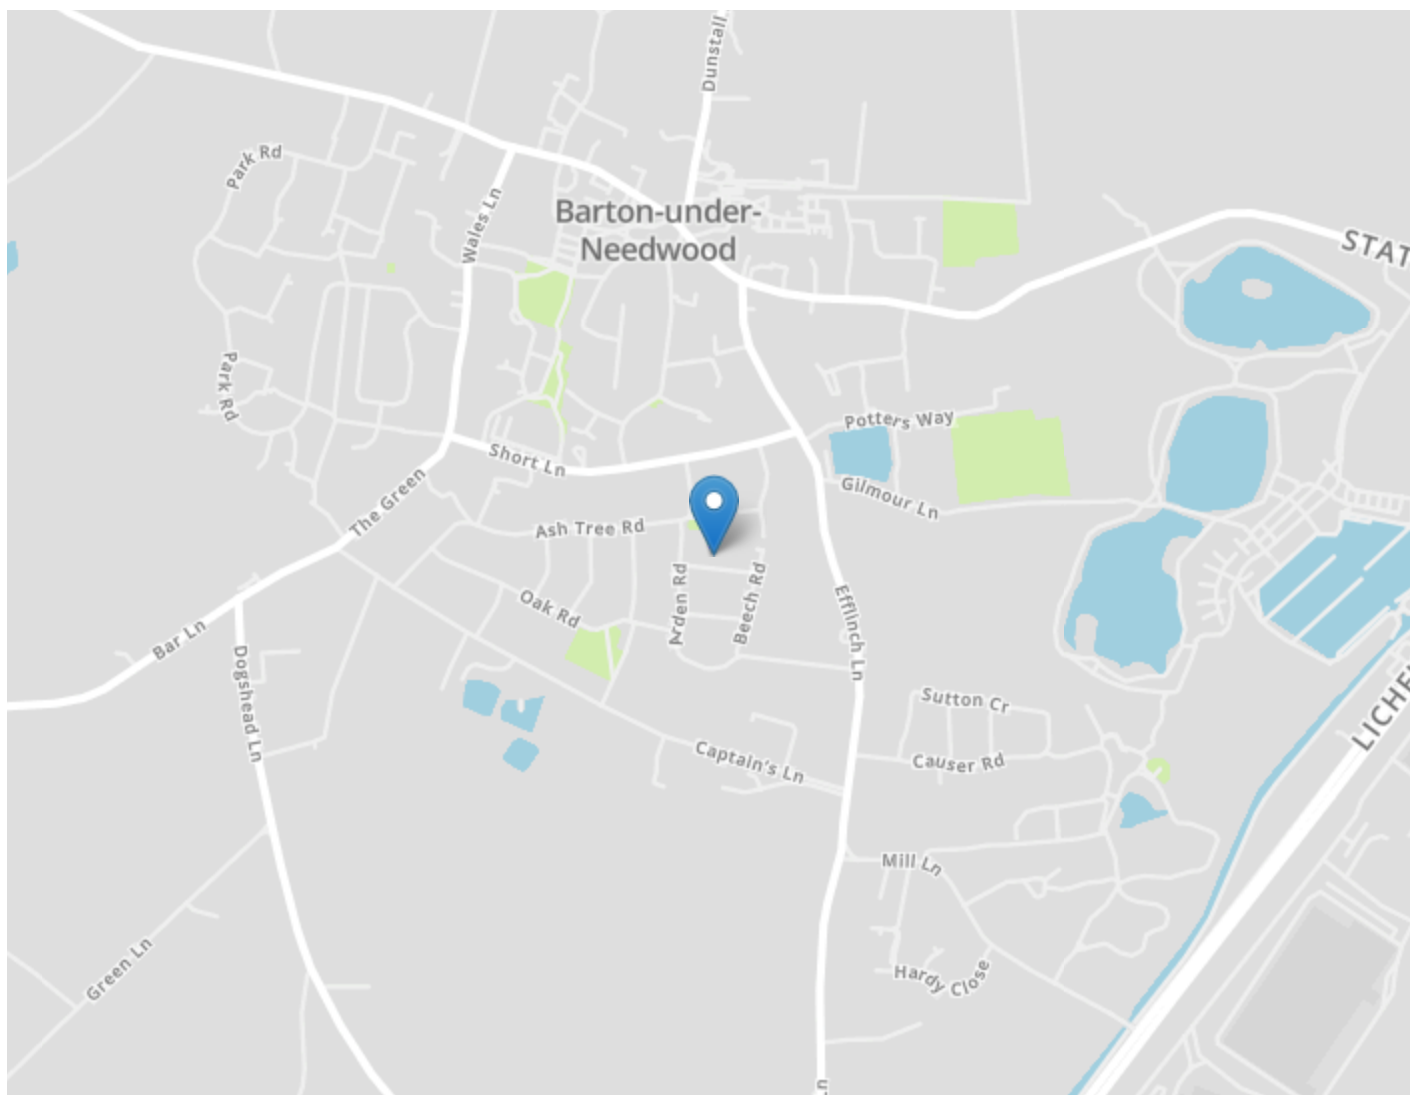 Dunstall
Park Rd
Wales Ln
Barton-under-
Needwood
STAT
Park Rd
Potters Way
Short Ln
The Green
Gilmour Ln
Ash Tree Rd
Oak Rd
Arden Rd
Beech Rd
Efflinch Ln
Bar Ln
Dogshead Ln
Sutton Cr
LICHF
Captain's Ln
Causer Rd
Mill Ln
Green Ln
Hardy Close
Ln